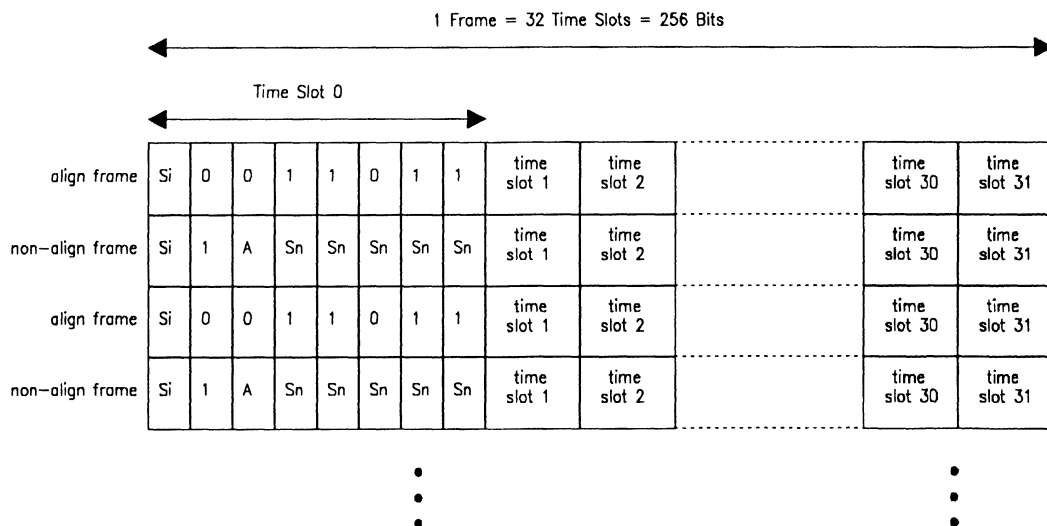 1 Frame = 32 Time Slots = 256 Bits
Time Slot 0
align frame Si 0 0 1 1 0 1 1 time slot 1 time slot 2 time slot 30 time slot 31
non-align frame Si 1 A Sn Sn Sn Sn Sn time slot 1 time slot 2 time slot 30 time slot 31
align frame Si 0 0 1 1 0 1 1 time slot 1 time slot 2 time slot 30 time slot 31
non-align frame Si 1 A Sn Sn Sn Sn Sn time slot 1 time slot 2 time slot 30 time slot 31